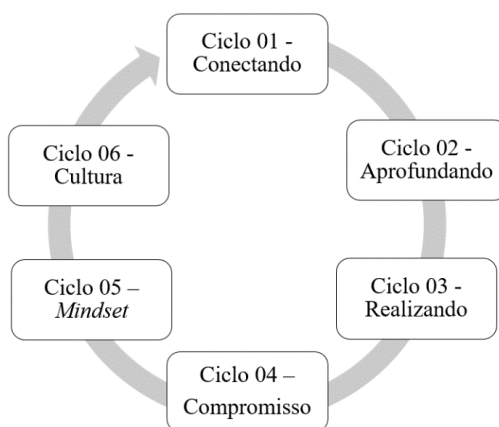 Ciclo 01 -
Conectando
Ciclo 02 -
Aprofundando
Ciclo 03 -
Realizando
Ciclo 04 –
Compromisso
Ciclo 05 –
Mindset
Ciclo 06 -
Cultura